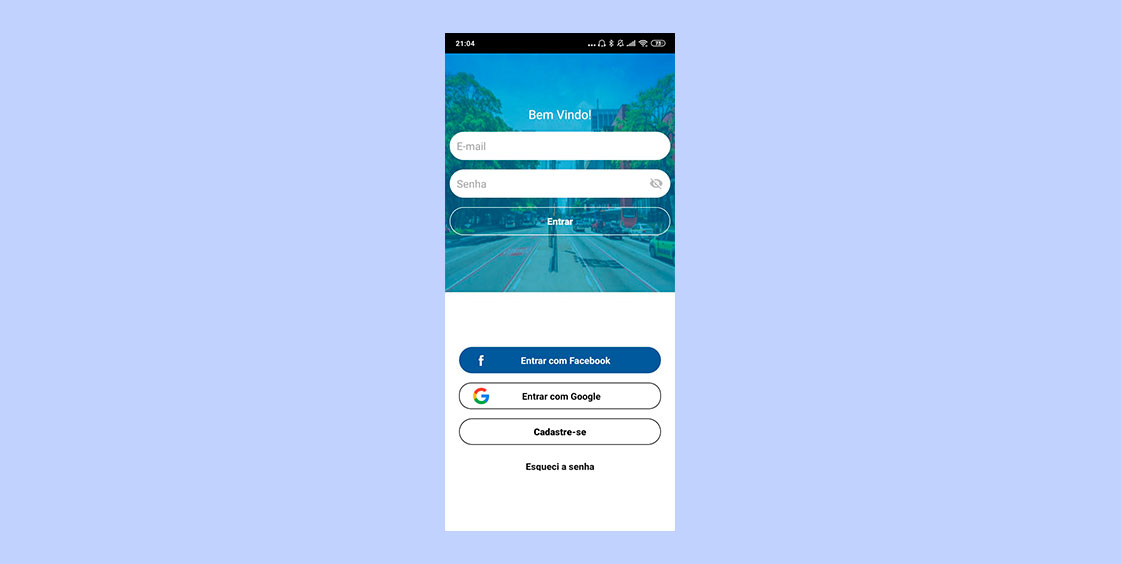 21:04
Bem Vindo!
E-mail
Senha
Entrar
Entrar com Facebook
Entrar com Google
Cadastre-se
Esqueci a senha